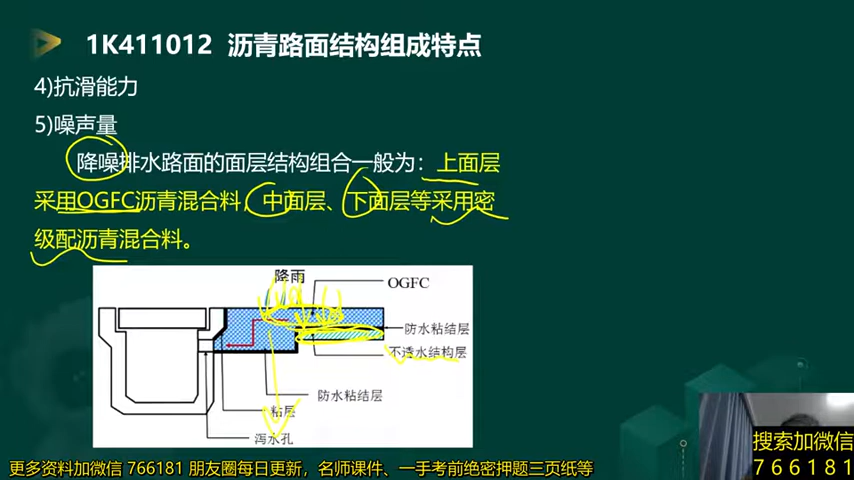 1K411012 沥青路面结构组成特点
4)抗滑能力
5)噪声量
降噪排水路面的面层结构组合一般为：上面层
采用OGFC沥青混合料，中面层、下面层等采用密
级配沥青混合料。
降雨
OGFC
防水粘结层
不透水结构层
防水粘结层
粘层
泻水孔
搜索加微信
766181
更多资料加微信 766181 朋友圈每日更新，名师课件、一手考前绝密押题三页纸等